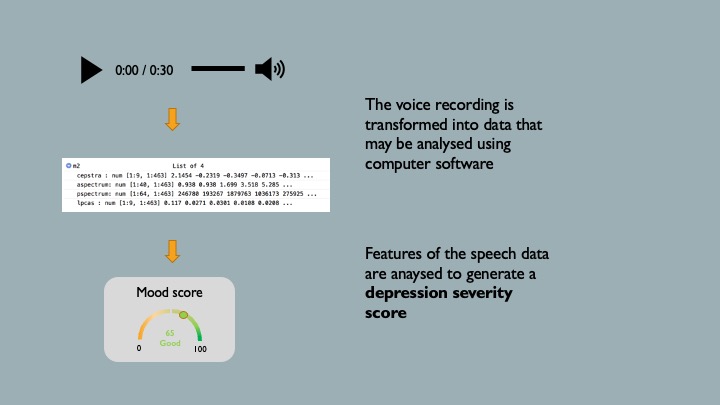 0:00 / 0:30
The voice recording is
transformed into data that
may be analysed using
computer software
m2 List of 4
cepstra : num [1:9, 1:463] 2.1454 -0.2319 -0.3497 -0.0713 -0.313 ...
aspectrum: num [1:40, 1:463] 0.938 0.938 1.699 3.518 5.285 ...
pspectrum: num [1:64, 1:463] 246780 193267 1879763 1036173 275925 ...
lpcas : num [1:9, 1:463] 0.117 0.0271 0.0301 0.0108 0.0208 ...
Features of the speech data
are anaysed to generate a
depression severity
score
Mood score
65
Good
0 100